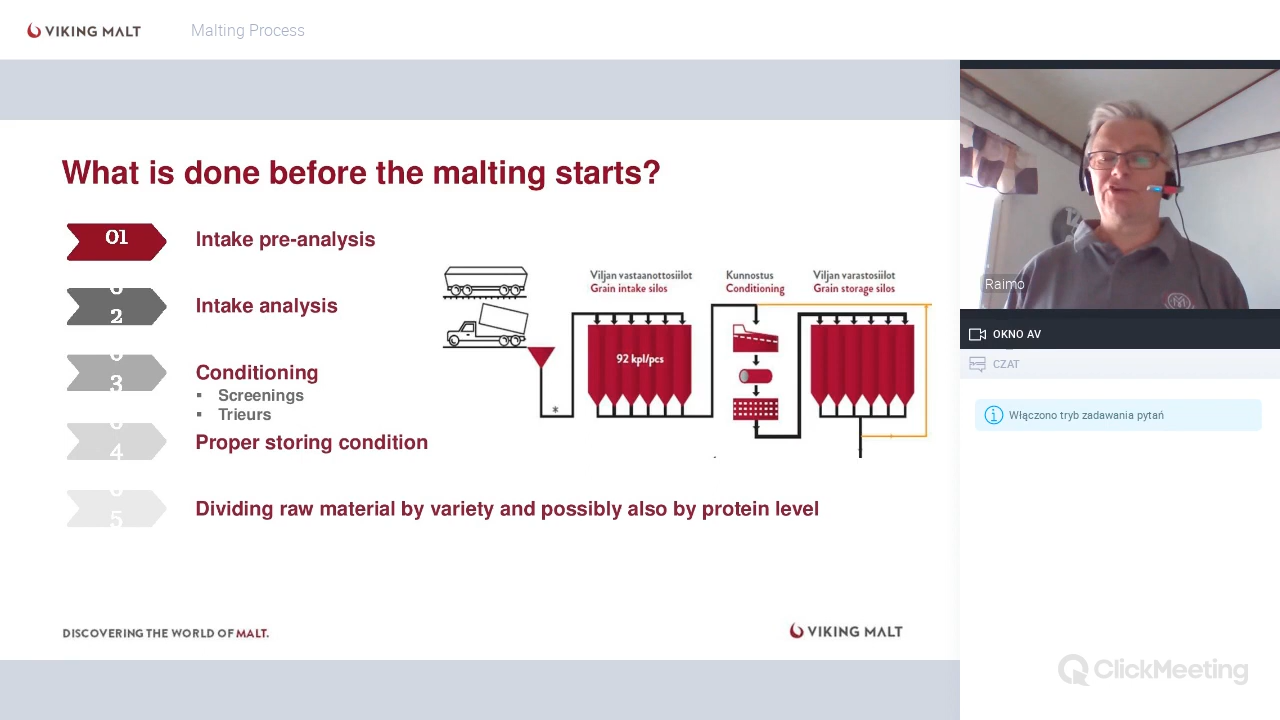 VIKING MALT
Malting Process
What is done before the malting starts?
01
Intake pre-analysis
2
Intake analysis
3
Conditioning
▪ Screenings
▪ Trieurs
4
Proper storing condition
5
Dividing raw material by variety and possibly also by protein level
Viljan vastaanottosiilot
Grain intake silos
Kunnostus
Conditioning
Viljan varastosiilot
Grain storage silos
92 kpl/pcs
*
DISCOVERING THE WORLD OF MALT.
VIKING MALT
Raimo
OKNO AV
CZAT
Włączono tryb zadawania pytań
ClickMeeting